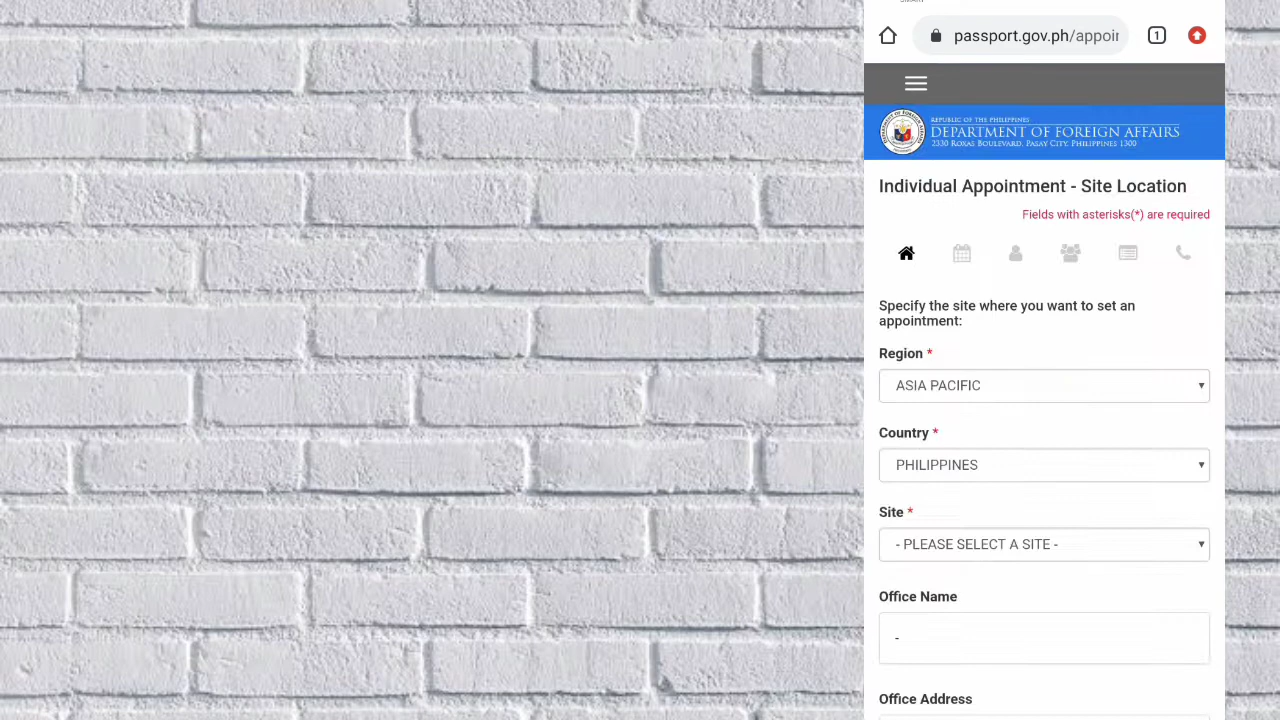 passport.gov.ph/appoin
1
REPUBLIC OF THE PHILIPPINES
DEPARTMENT OF FOREIGN AFFAIRS
2330 ROXAS BOULEVARD, PASAY CITY, PHILIPPINES 1300
Individual Appointment - Site Location
Fields with asterisks(*) are required
Specify the site where you want to set an
appointment:
Region *
ASIA PACIFIC
Country *
PHILIPPINES
Site *
- PLEASE SELECT A SITE -
Office Name
-
Office Address